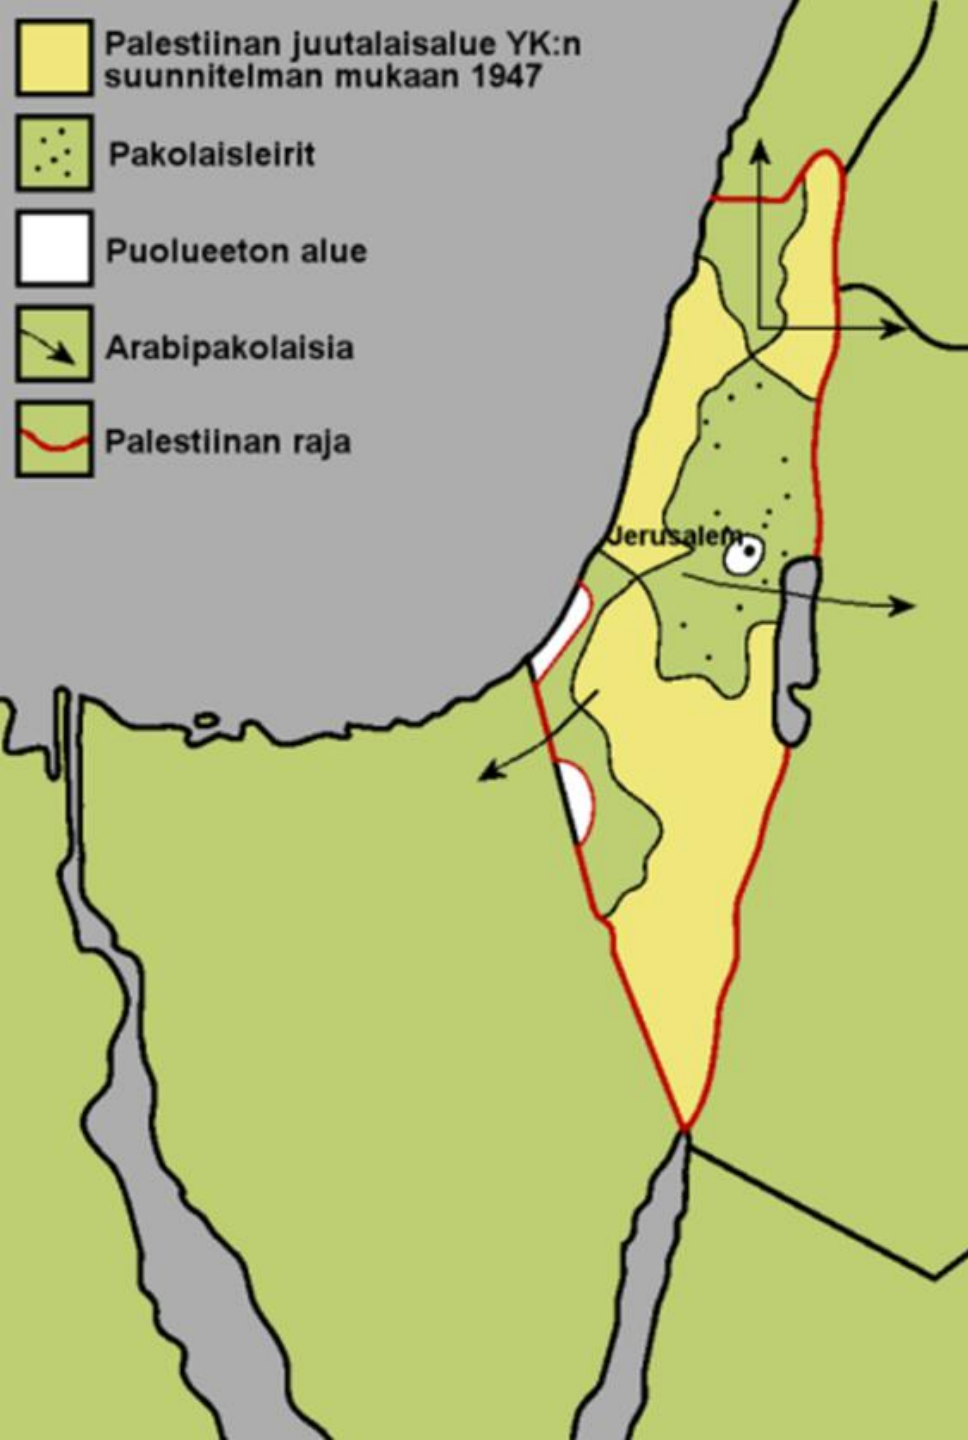 Palestiinan juutalaisalue YK:n
suunnitelman mukaan 1947
Pakolaisleirit
Puolueeton alue
Arabipakolaisia
Palestiinan raja
Jerusalem